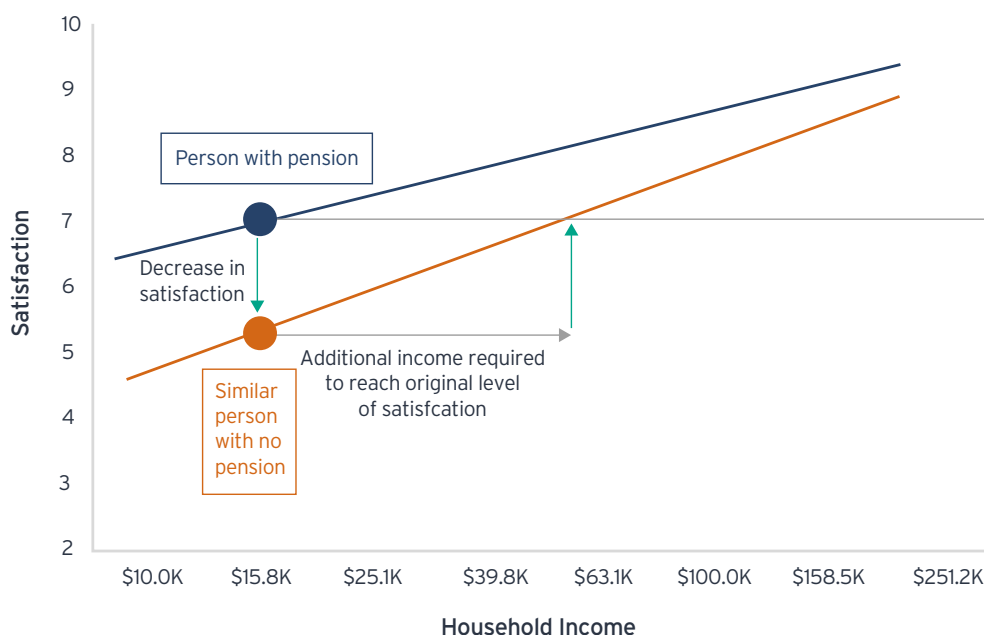 10
9
8
7
6
5
4
3
2
Satisfaction
Person with pension
Decrease in
satisfaction
Similar
person
with no
pension
Additional income required
to reach original level
of satisfcation
$10.0K
$15.8K
$25.1K
$39.8K
$63.1K
$100.0K
$158.5K
$251.2K
Household Income